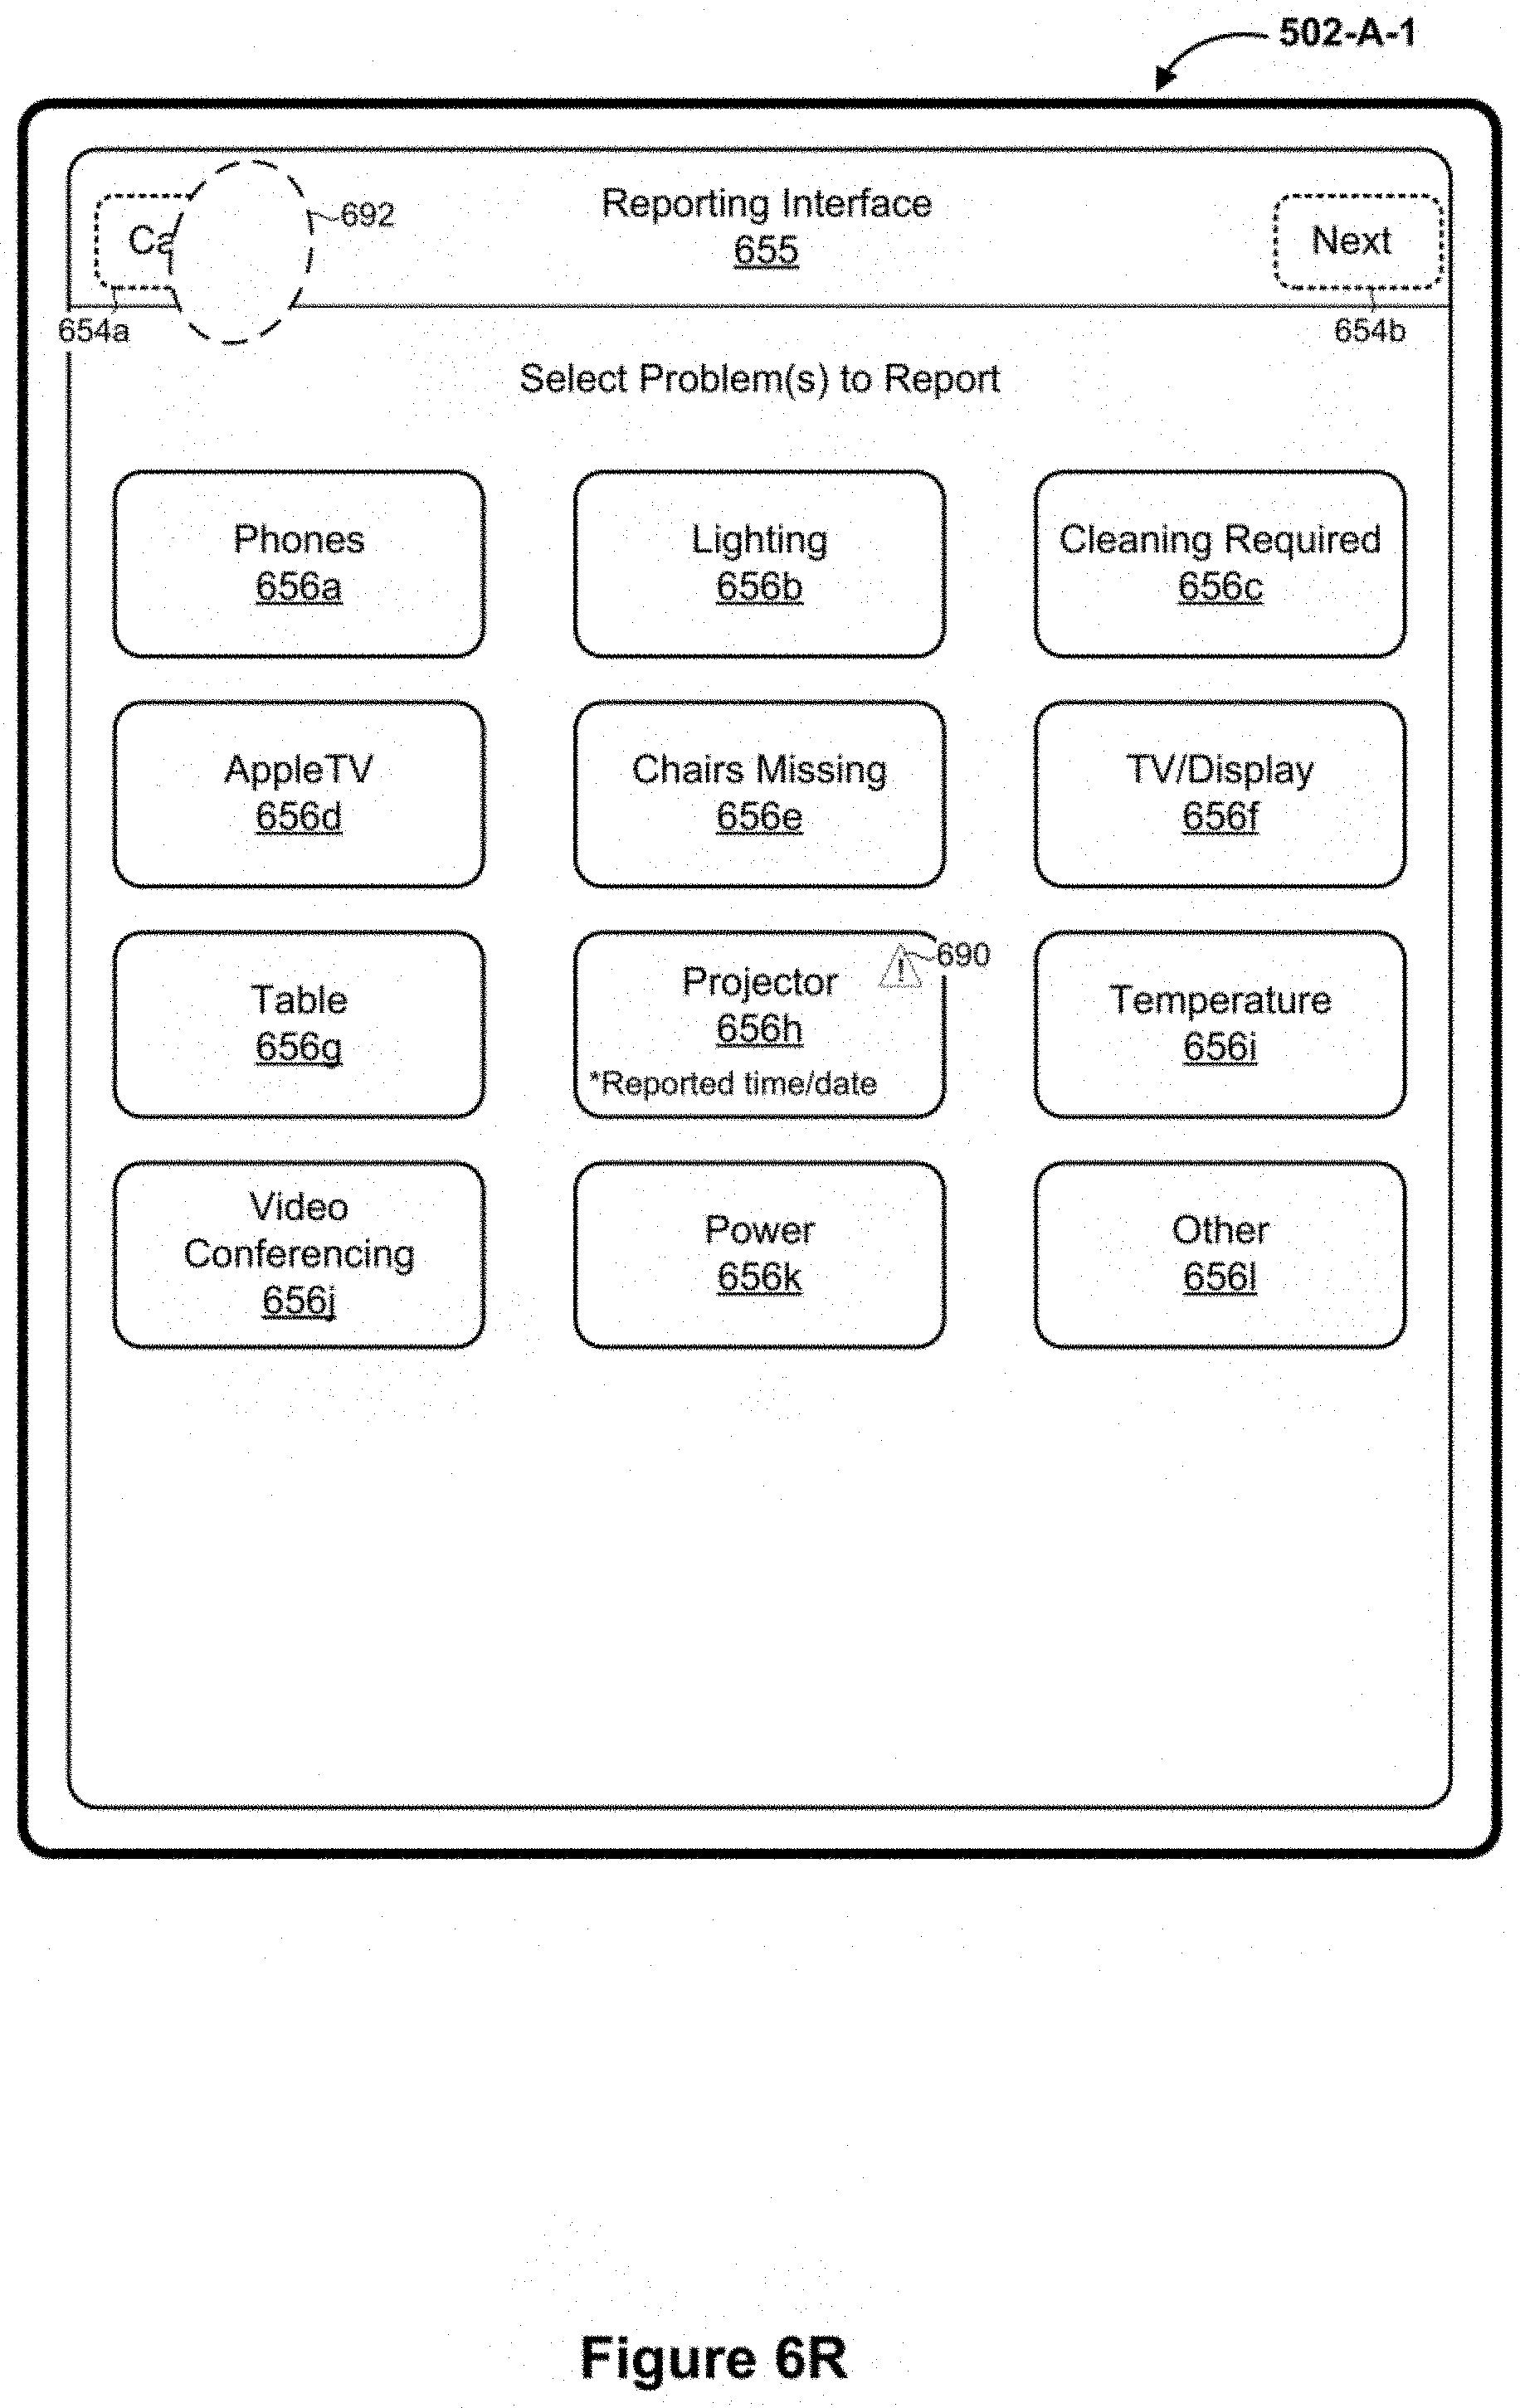 502-A-1
Ca
692
Reporting Interface
655
Next
654a
654b
Select Problem(s) to Report
Phones
656a
Lighting
656b
Cleaning Required
656c
AppleTV
656d
Chairs Missing
656e
TV/Display
656f
Table
656g
Projector
656h
*Reported time/date
!
690
Temperature
656i
Video
Conferencing
656j
Power
656k
Other
656l
Figure 6R